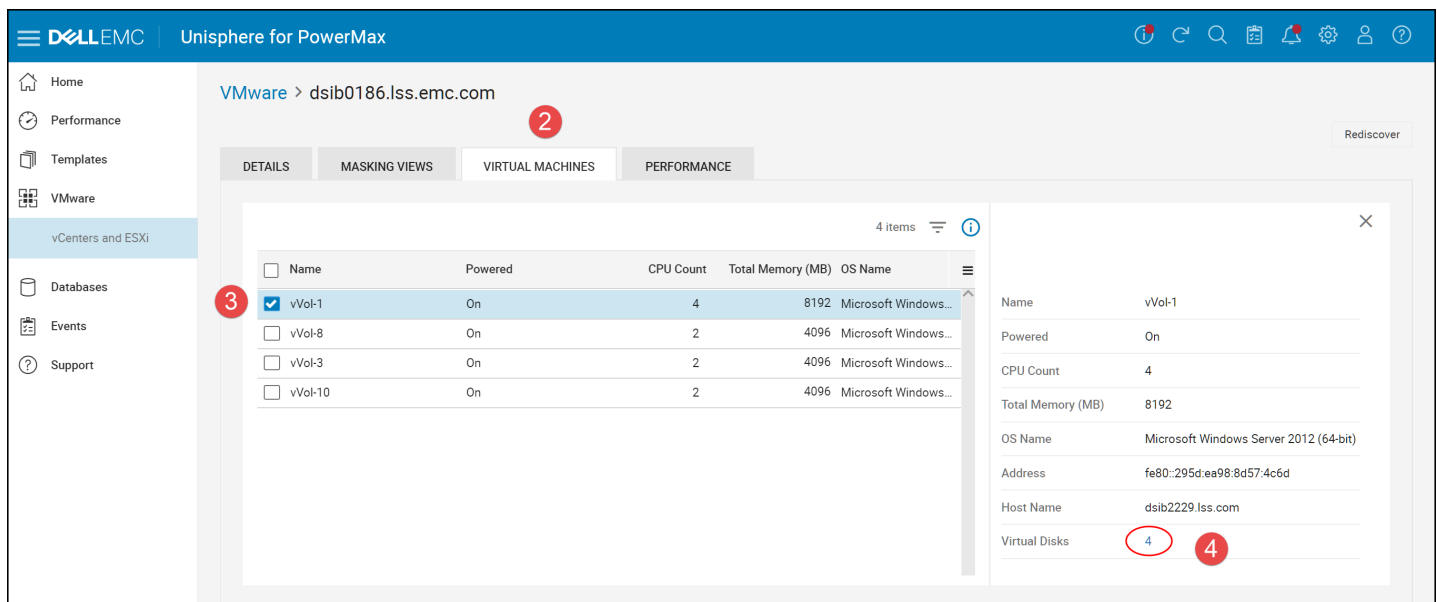 DELLEMC Unisphere for PowerMax
Home
Performance
Templates
VMware
vCenters and ESXi
Databases
Events
Support
VMware > dsib0186.lss.emc.com
2
Rediscover
DETAILS MASKING VIEWS VIRTUAL MACHINES PERFORMANCE
4 items
Name Powered CPU Count Total Memory (MB) OS Name
3
vVol-1 On 4 8192 Microsoft Windows...
vVol-8 On 2 4096 Microsoft Windows...
vVol-3 On 2 4096 Microsoft Windows...
vVol-10 On 2 4096 Microsoft Windows...
Name vVol-1
Powered On
CPU Count 4
Total Memory (MB) 8192
OS Name Microsoft Windows Server 2012 (64-bit)
Address fe80::295d:ea98:8d57:4c6d
Host Name dsib2229.lss.com
Virtual Disks 4
4